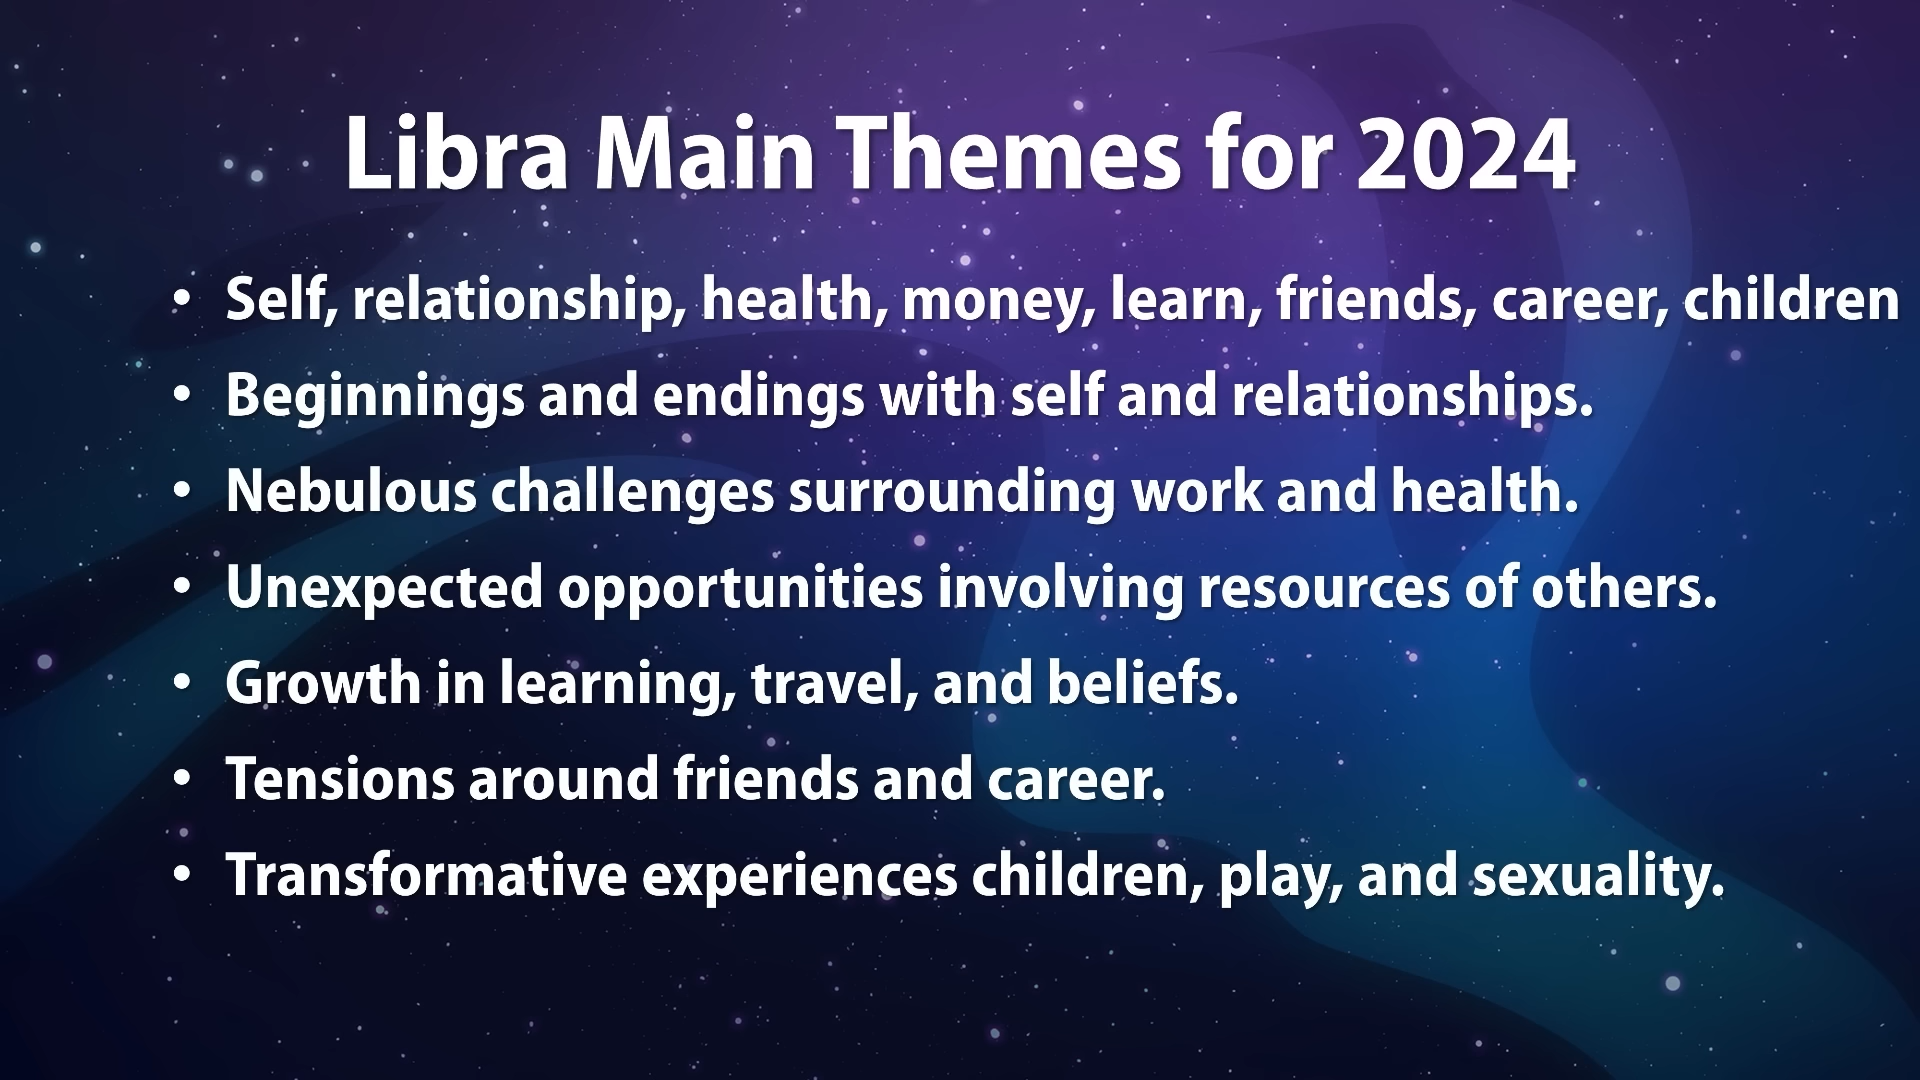 Libra Main Themes for 2024
• Self, relationship, health, money, learn, friends, career, children
• Beginnings and endings with self and relationships.
• Nebulous challenges surrounding work and health.
• Unexpected opportunities involving resources of others.
• Growth in learning, travel, and beliefs.
• Tensions around friends and career.
• Transformative experiences children, play, and sexuality.